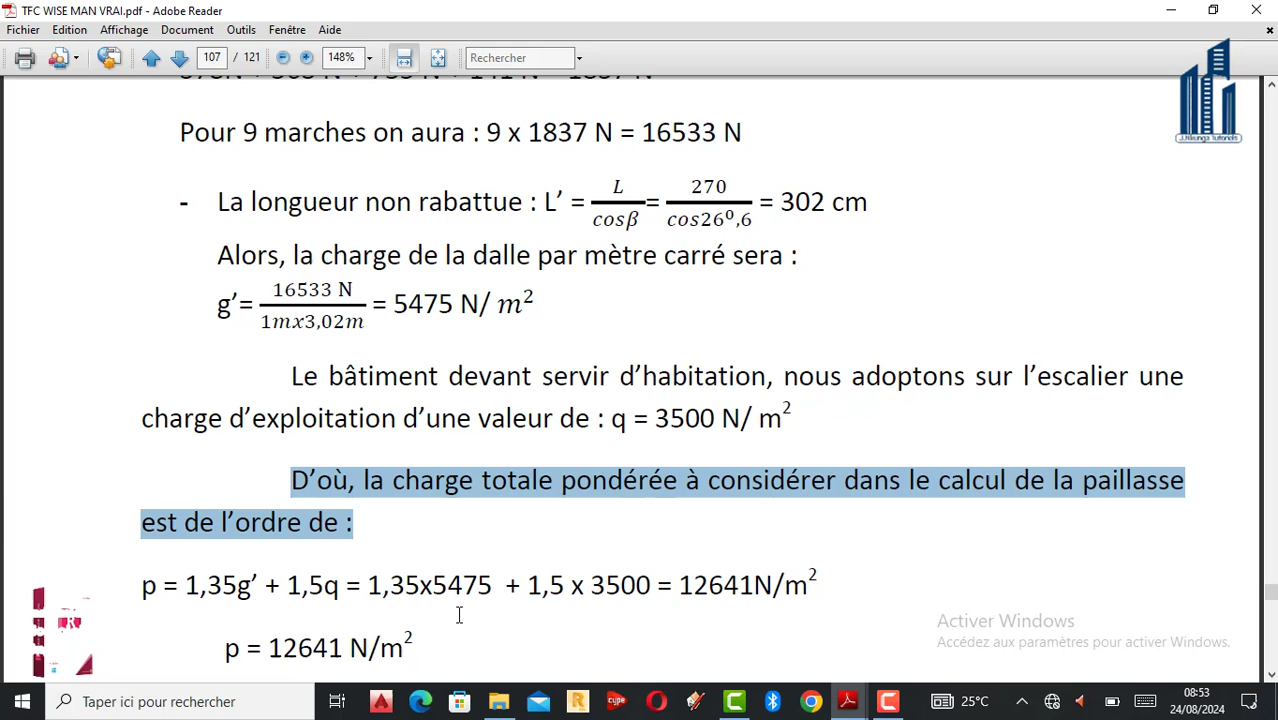 TFC WISE MAN VRAI.pdf - Adobe Reader
Fichier Edition Affichage Document Outils Fenêtre Aide
107 / 121 148% Rechercher
Pour 9 marches on aura : 9 x 1837 N = 16533 N
- La longueur non rabattue : L’ = L/cosβ = 270/cos26⁰,6 = 302 cm
Alors, la charge de la dalle par mètre carré sera :
g’= 16533 N/1mx3,02m = 5475 N/ m²
Le bâtiment devant servir d’habitation, nous adoptons sur l’escalier une
charge d’exploitation d’une valeur de : q = 3500 N/ m²
D’où, la charge totale pondérée à considérer dans le calcul de la paillasse
est de l’ordre de :
p = 1,35g’ + 1,5q = 1,35x5475 + 1,5 x 3500 = 12641N/m²
p = 12641 N/m²
Activer Windows
Accédez aux paramètres pour activer Windows.
Taper ici pour rechercher
cype
25°C
08:53
24/08/2024